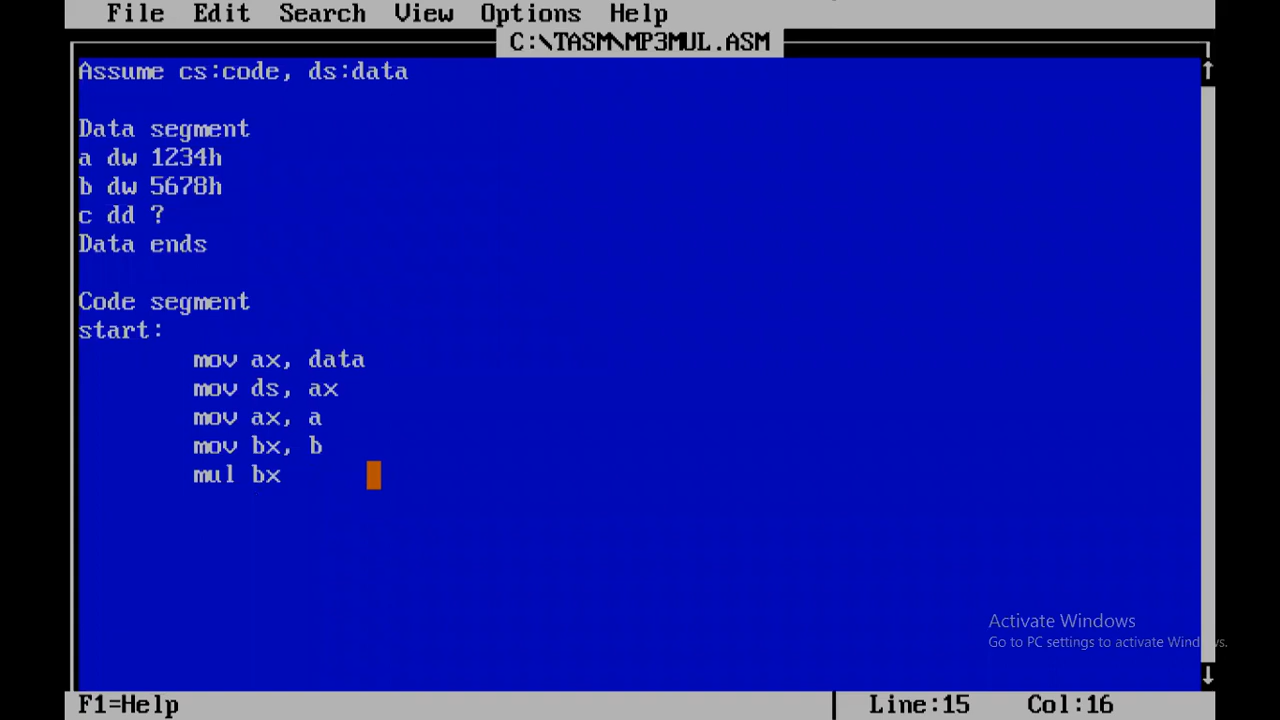 File Edit Search View Options Help
C:\TASM\MP3MUL.ASM
Assume cs:code, ds:data
Data segment
a dw 1234h
b dw 5678h
c dd ?
Data ends
Code segment
start:
mov ax, data
mov ds, ax
mov ax, a
mov bx, b
mul bx
Activate Windows
Go to PC settings to activate Windows.
F1=Help Line:15 Col:16